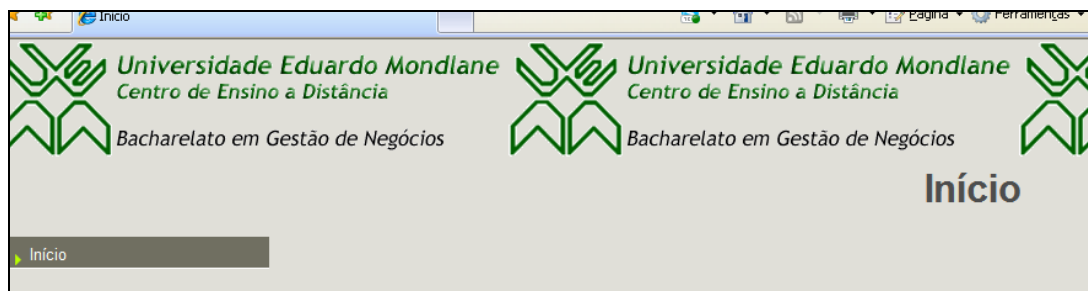 Início
Página
Ferramentas
Universidade Eduardo Mondlane
Centro de Ensino a Distância
Bacharelato em Gestão de Negócios
Universidade Eduardo Mondlane
Centro de Ensino a Distância
Bacharelato em Gestão de Negócios
Início
Início